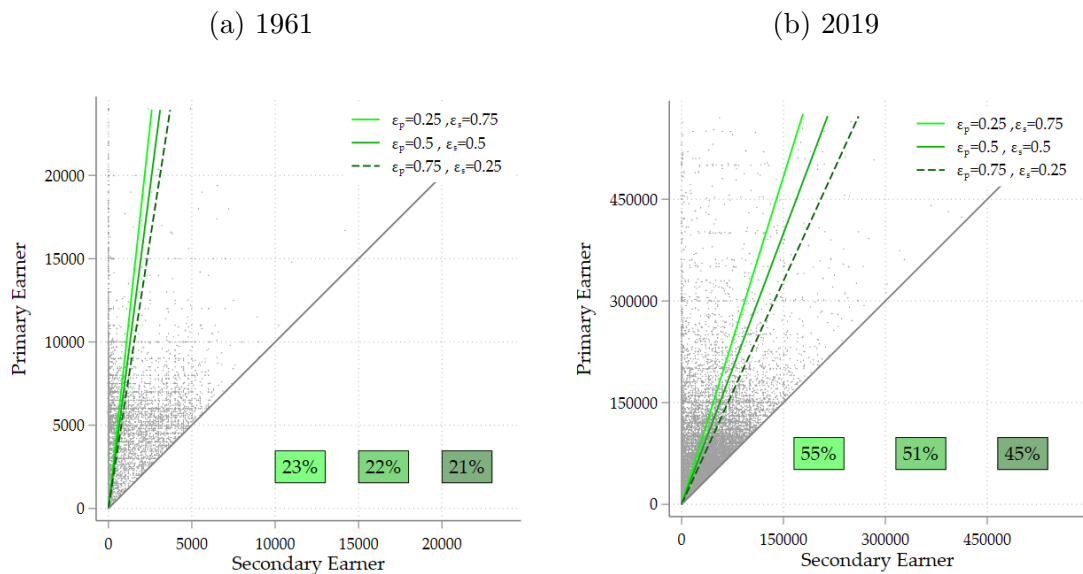 (a) 1961
εp=0.25 ,εs=0.75
εp=0.5 , εs=0.5
εp=0.75 , εs=0.25
20000
15000
10000
5000
0
Primary Earner
23% 22% 21%
0 5000 10000 15000 20000
Secondary Earner
(b) 2019
εp=0.25 ,εs=0.75
εp=0.5 , εs=0.5
εp=0.75 , εs=0.25
450000
300000
150000
0
Primary Earner
55% 51% 45%
0 150000 300000 450000
Secondary Earner